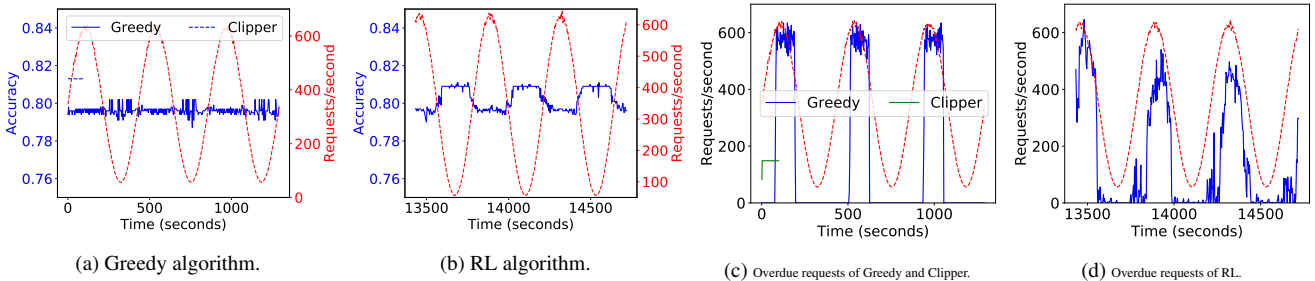 0.84
0.82
0.80
0.78
0.76
Accuracy
Greedy
Clipper
600
400
200
0
Requests/second
0
500
1000
Time (seconds)
(a) Greedy algorithm.
0.84
0.82
0.80
0.78
0.76
Accuracy
600
500
400
300
200
100
Requests/second
13500
14000
14500
Time (seconds)
(b) RL algorithm.
600
400
200
0
Requests/second
Greedy
Clipper
0
500
1000
Time (seconds)
(c) Overdue requests of Greedy and Clipper.
600
400
200
0
Requests/second
13500
14000
14500
Time (seconds)
(d) Overdue requests of RL.